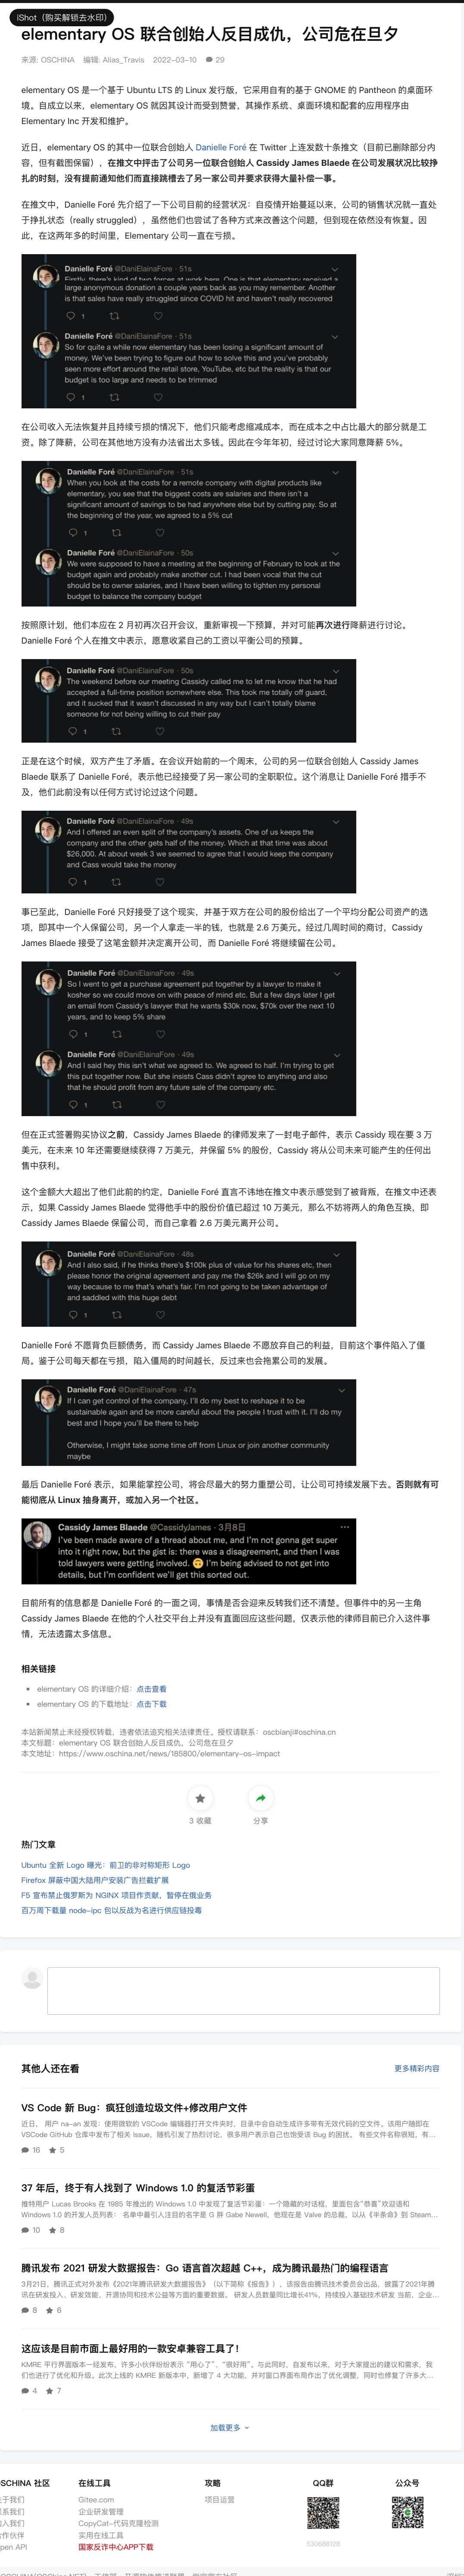 iShot（购买解锁去水印）
elementary OS 联合创始人反目成仇，公司危在旦夕
来源: OSCHINA 编辑: Alias_Travis 2022-03-10 29
elementary OS 是一个基于 Ubuntu LTS 的 Linux 发行版，它采用自有的基于 GNOME 的 Pantheon 的桌面环
境。自成立以来，elementary OS 就因其设计而受到赞誉，其操作系统、桌面环境和配套的应用程序由
Elementary Inc 开发和维护。
近日，elementary OS 的其中一位联合创始人 Danielle Foré 在 Twitter 上连发数十条推文（目前已删除部分内
容，但有截图保留），在推文中抨击了公司另一位联合创始人 Cassidy James Blaede 在公司发展状况比较挣
扎的时刻，没有提前通知他们而直接跳槽去了另一家公司并要求获得大量补偿一事。
在推文中，Danielle Foré 先介绍了一下公司目前的经营状况：自疫情开始蔓延以来，公司的销售状况就一直处
于挣扎状态（really struggled），虽然他们也尝试了各种方式来改善这个问题，但到现在依然没有恢复。因
此，在这两年多的时间里，Elementary 公司一直在亏损。
Danielle Foré @DaniElainaFore · 51s
Firstly, there's kind of two forces at work here. One is that elementary received a
large anonymous donation a couple years back as you may remember. Another
is that sales have really struggled since COVID hit and haven't really recovered
1
Danielle Foré @DaniElainaFore · 51s
So for quite a while now elementary has been losing a significant amount of
money. We've been trying to figure out how to solve this and you've probably
seen more effort around the retail store, YouTube, etc but the reality is that our
budget is too large and needs to be trimmed
1
在公司收入无法恢复并且持续亏损的情况下，他们只能考虑缩减成本，而在成本之中占比最大的部分就是工
资。除了降薪，公司在其他地方没有办法省出太多钱。因此在今年年初，经过讨论大家同意降薪 5%。
Danielle Foré @DaniElainaFore · 51s
When you look at the costs for a remote company with digital products like
elementary, you see that the biggest costs are salaries and there isn't a
significant amount of savings to be had anywhere else but by cutting pay. So at
the beginning of the year, we agreed to a 5% cut
1
Danielle Foré @DaniElainaFore · 50s
We were supposed to have a meeting at the beginning of February to look at the
budget again and probably make another cut. I had been vocal that the cut
should be to owner salaries, and I have been willing to tighten my personal
budget to balance the company budget
1
按照原计划，他们本应在 2 月初再次召开会议，重新审视一下预算，并对可能再次进行降薪进行讨论。
Danielle Foré 个人在推文中表示，愿意收紧自己的工资以平衡公司的预算。
Danielle Foré @DaniElainaFore · 50s
The weekend before our meeting Cassidy called me to let me know that he had
accepted a full-time position somewhere else. This took me totally off guard,
and it sucked that it wasn't discussed in any way but I can't totally blame
someone for not being willing to cut their pay
1
正是在这个时候，双方产生了矛盾。在会议开始前的一个周末，公司的另一位联合创始人 Cassidy James
Blaede 联系了 Danielle Foré，表示他已经接受了另一家公司的全职职位。这个消息让 Danielle Foré 措手不
及，他们此前没有以任何方式讨论过这个问题。
Danielle Foré @DaniElainaFore · 49s
And I offered an even split of the company's assets. One of us keeps the
company and the other gets half of the money. Which at that time was about
$26,000. At about week 3 we seemed to agree that I would keep the company
and Cass would take the money
1
事已至此，Danielle Foré 只好接受了这个现实，并基于双方在公司的股份给出了一个平均分配公司资产的选
项，即其中一个人保留公司，另一个人拿走一半的钱，也就是 2.6 万美元。经过几周时间的商讨，Cassidy
James Blaede 接受了这笔金额并决定离开公司，而 Danielle Foré 将继续留在公司。
Danielle Foré @DaniElainaFore · 49s
So I went to get a purchase agreement put together by a lawyer to make it
kosher so we could move on with peace of mind etc. But a few days later I get
an email from Cassidy's lawyer that he wants $30k now, $70k over the next 10
years, and to keep 5% share
1
Danielle Foré @DaniElainaFore · 49s
And I said hey this isn't what we agreed to. We agreed to half. I'm trying to get
this put together now. But she insists Cass didn't agree to anything and also
that he should profit from any future sale of the company etc.
1
但在正式签署购买协议之前，Cassidy James Blaede 的律师发来了一封电子邮件，表示 Cassidy 现在要 3 万
美元，在未来 10 年还需要继续获得 7 万美元，并保留 5% 的股份，Cassidy 将从公司未来可能产生的任何出
售中获利。
这个金额大大超出了他们此前的约定，Danielle Foré 直言不讳地在推文中表示感觉到了被背叛，在推文中还表
示，如果 Cassidy James Blaede 觉得他手中的股份价值已超过 10 万美元，那么不妨将两人的角色互换，即
Cassidy James Blaede 保留公司，而自己拿着 2.6 万美元离开公司。
Danielle Foré @DaniElainaFore · 48s
And I also said, if he thinks there's $100k plus of value for his shares etc, then
please honor the original agreement and pay me the $26k and I will go on my
way because to me that's what's fair. I'm not going to be taken advantage of
and saddled with this huge debt
1
Danielle Foré 不愿背负巨额债务，而 Cassidy James Blaede 不愿放弃自己的利益，目前这个事件陷入了僵
局。鉴于公司每天都在亏损，陷入僵局的时间越长，反过来也会拖累公司的发展。
Danielle Foré @DaniElainaFore · 47s
If I can get control of the company, I'll do my best to reshape it to be
sustainable again and be more careful about the people I trust with it. I'll do my
best and I hope you'll be there to help
Otherwise, I might take some time off from Linux or join another community
maybe
最后 Danielle Foré 表示，如果能掌控公司，将会尽最大的努力重塑公司，让公司可持续发展下去。否则就有可
能彻底从 Linux 抽身离开，或加入另一个社区。
Cassidy James Blaede @CassidyJames · 3月8日
I've been made aware of a thread about me, and I'm not gonna get super
into it right now, but the gist is: there was a disagreement, and then I was
told lawyers were getting involved. 🙃 I'm being advised to not get into
details, but I'm confident we'll get this sorted out.
目前所有的信息都是 Danielle Foré 的一面之词，事情是否会迎来反转我们还不清楚。但事件中的另一主角
Cassidy James Blaede 在他的个人社交平台上并没有直面回应这些问题，仅表示他的律师目前已介入这件事
情，无法透露太多信息。
相关链接
elementary OS 的详细介绍：点击查看
elementary OS 的下载地址：点击下载
本站新闻禁止未经授权转载，违者依法追究相关法律责任。授权请联系：oscbianji#oschina.cn
本文标题：elementary OS 联合创始人反目成仇，公司危在旦夕
本文地址：https://www.oschina.net/news/185800/elementary-os-impact
3 收藏 分享
热门文章
Ubuntu 全新 Logo 曝光：前卫的非对称矩形 Logo
Firefox 屏蔽中国大陆用户安装广告拦截扩展
F5 宣布禁止俄罗斯为 NGINX 项目作贡献，暂停在俄业务
百万周下载量 node-ipc 包以反战为名进行供应链投毒
其他人还在看 更多精彩内容
VS Code 新 Bug：疯狂创造垃圾文件+修改用户文件
近日， 用户 na-an 发现：使用微软的 VSCode 编辑器打开文件夹时，目录中会自动生成许多带有无效代码的空文件。该用户随即在
VSCode GitHub 仓库中发布了相关 Issue，随机引发了热烈讨论，很多用户表示自己也饱受该 Bug 的困扰。 有些文件名称很短，有...
16 5
37 年后，终于有人找到了 Windows 1.0 的复活节彩蛋
推特用户 Lucas Brooks 在 1985 年推出的 Windows 1.0 中发现了复活节彩蛋：一个隐藏的对话框，里面包含“恭喜”欢迎语和
Windows 1.0 的开发人员列表： 名单中最引人注目的名字是 G 胖 Gabe Newell，他现在是 Valve 的总裁，以从《半条命》到 Steam...
10 8
腾讯发布 2021 研发大数据报告：Go 语言首次超越 C++，成为腾讯最热门的编程语言
3月21日，腾讯正式对外发布《2021年腾讯研发大数据报告》（以下简称《报告》），该报告由腾讯技术委员会出品，披露了2021年腾
讯在研发投入、研发效能、开源协同和技术公益等方面的重要数据。 研发人员数量同比增长41%，持续投入基础技术研发 当前，企业...
8 6
这应该是目前市面上最好用的一款安卓兼容工具了！
KMRE 平行界面版本一经发布，许多小伙伴纷纷表示 “用心了”，“很好用”。与此同时，自发布以来，对于大家提出的建议和需求，我
们也进行了优化和升级。此次上线的 KMRE 新版本中，新增了 4 大功能，并对窗口界面布局作出了优化调整，同时也修复了许多大...
4 7
加载更多
OSCHINA 社区 在线工具 攻略 QQ群 公众号
关于我们 Gitee.com 项目运营
联系我们 企业研发管理
加入我们 CopyCat-代码克隆检测
合作伙伴 实用在线工具
Open API 国家反诈中心APP下载
530688128